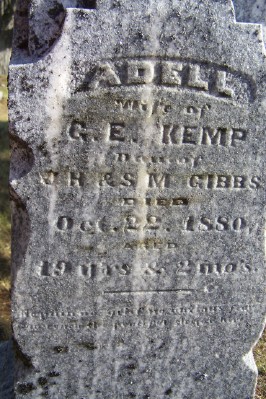 ADELL
Wife of
G. E. KEMP
Dau. of
J. H. & S. M. GIBBS
DIED
Oct. 22, 1880,
AGED
19 yrs & 2 mos.